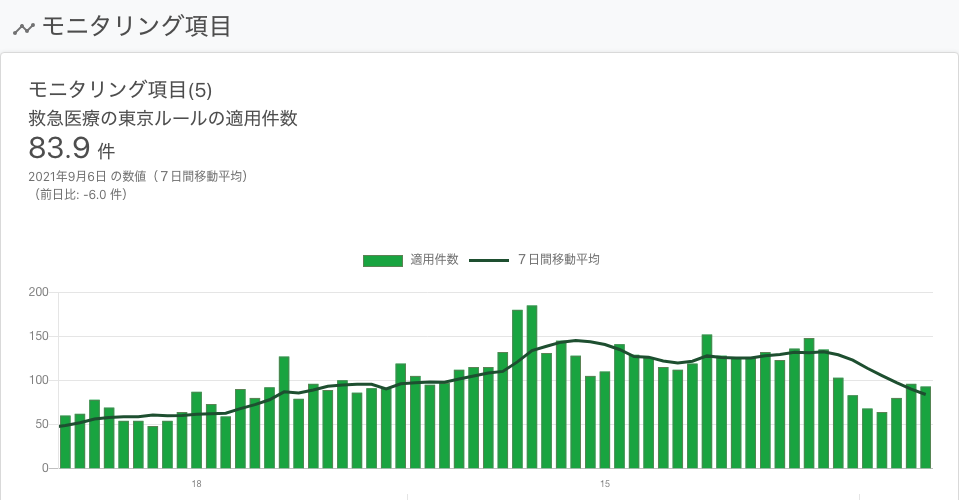 モニタリング項目
モニタリング項目(5)
救急医療の東京ルールの適用件数
83.9 件
2021年9月6日 の数値（７日間移動平均）
（前日比: -6.0 件）
適用件数 ７日間移動平均
200
150
100
50
0
18 15